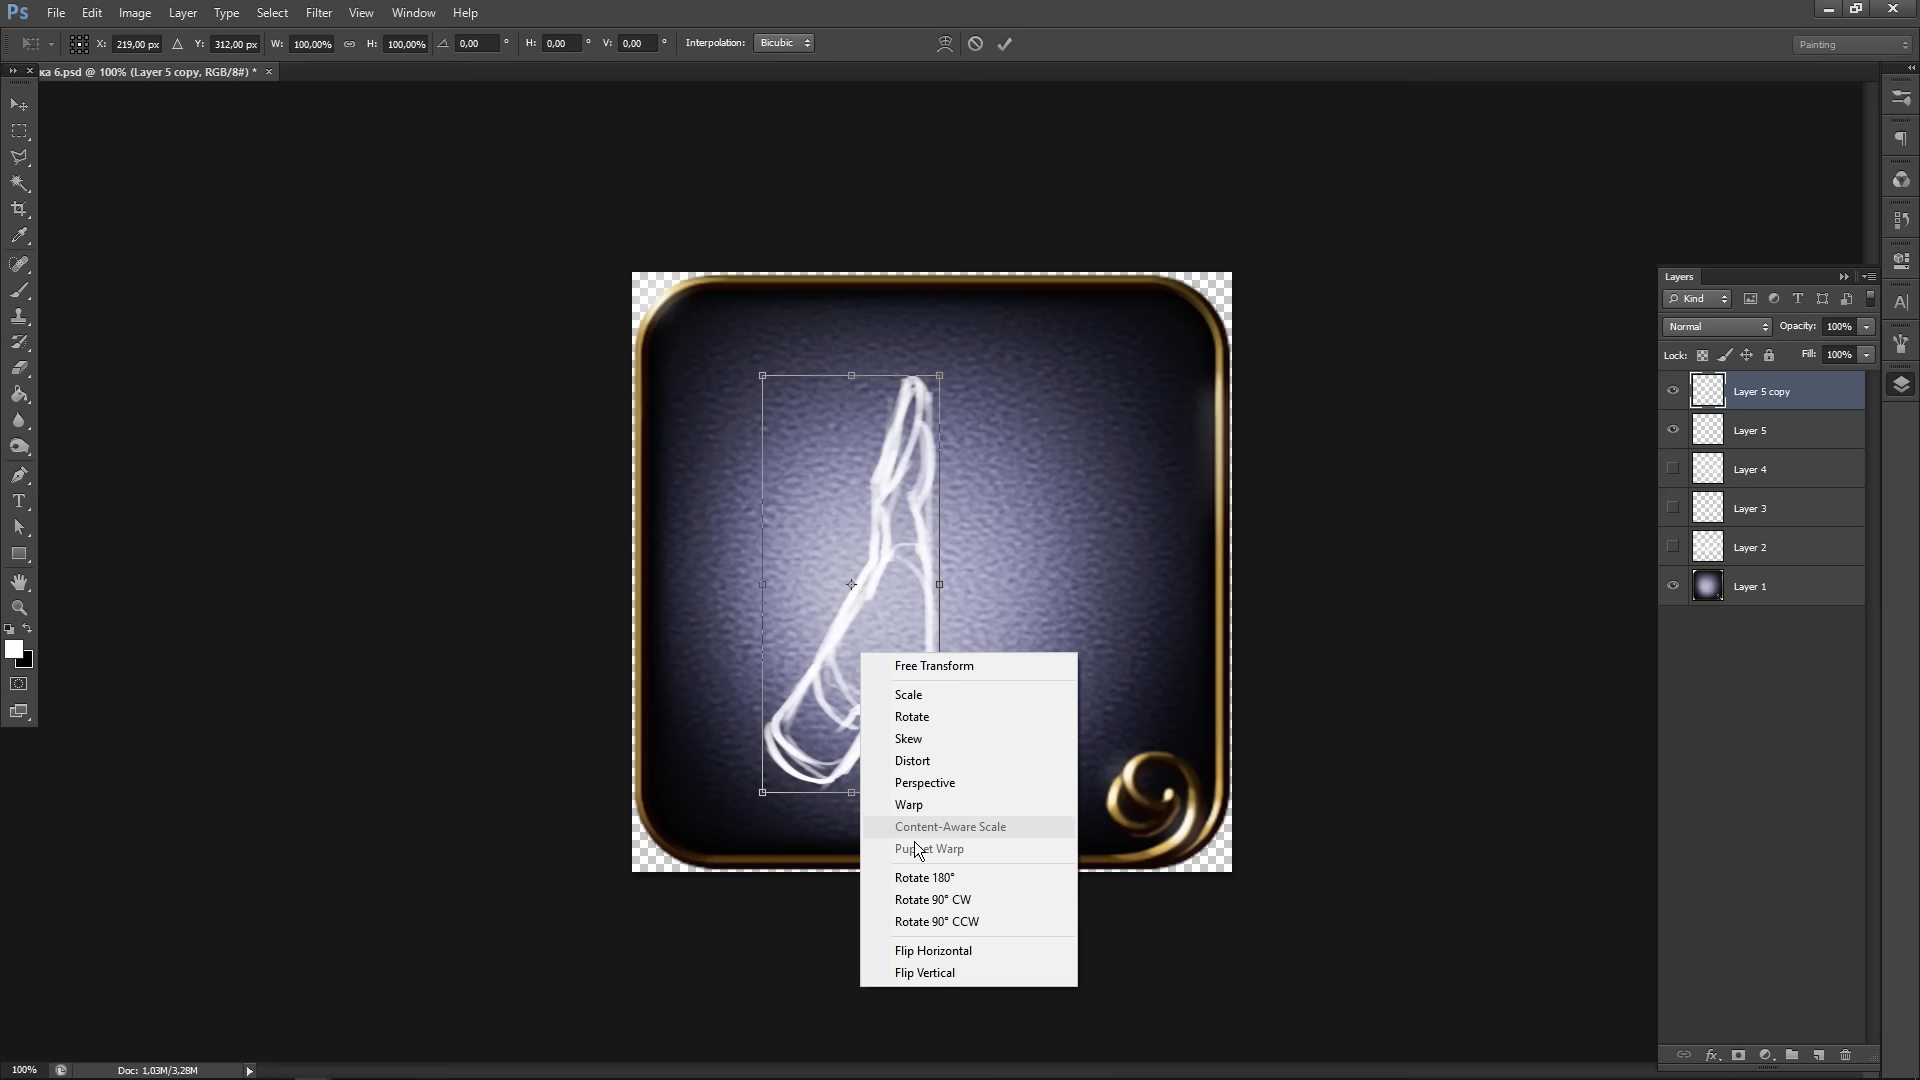 Ps File Edit Image Layer Type Select Filter 3D View Window Help
X: 219,00 px Y: 312,00 px W: 100,00% H: 100,00% 0,00 ° H: 0,00 ° V: 0,00 ° Interpolation: Bicubic Painting
ка 6.psd @ 100% (Layer 5 copy, RGB/8#) * ×
Layers
Kind
Normal Opacity: 100%
Lock: Fill: 100%
Layer 5 copy
Layer 5
Layer 4
Layer 3
Layer 2
Layer 1
Free Transform
Scale
Rotate
Skew
Distort
Perspective
Warp
Content-Aware Scale
Puppet Warp
Rotate 180°
Rotate 90° CW
Rotate 90° CCW
Flip Horizontal
Flip Vertical
100% Doc: 1,03M/3,28M